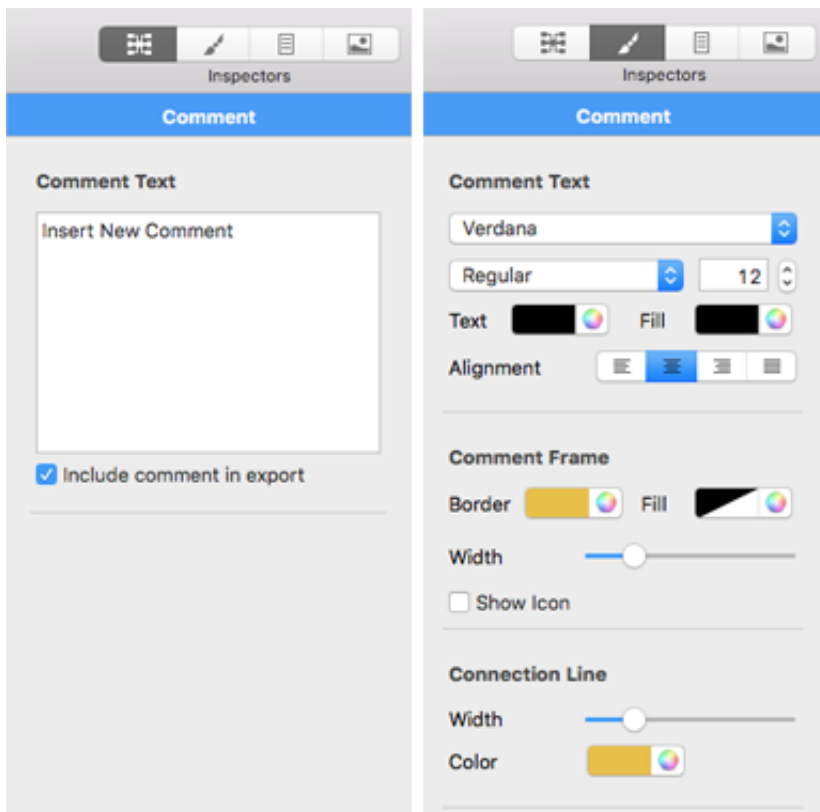 Inspectors
Comment
Comment Text
Insert New Comment
Include comment in export
Inspectors
Comment
Comment Text
Verdana
Regular 12
Text Fill
Alignment
Comment Frame
Border Fill
Width
Show Icon
Connection Line
Width
Color